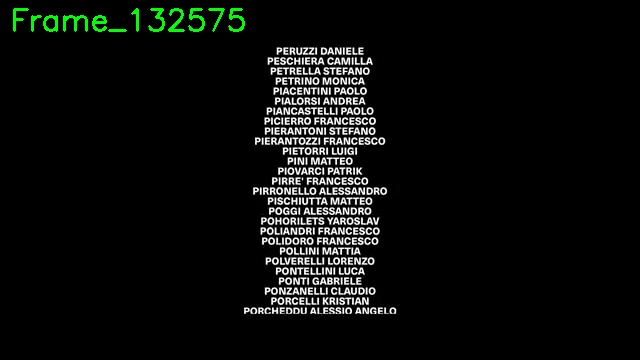 Frame_132575
PERUZZI DANIELE
PESCHIERA CAMILLA
PETRELLA STEFANO
PETRINO MONICA
PIACENTINI PAOLO
PIALORSI ANDREA
PIANCASTELLI PAOLO
PICIERRÒ FRANCESCO
PIERANTONI STEFANO
PIERANTOZZI FRANCESCO
PIETORRI LUIGI
PINI MATTEO
PIOVARCI PATRIK
PIRRE' FRANCESCO
PIRRONELLO ALESSANDRO
PISCHIUTTA MATTEO
POGGI ALESSANDRO
POHORILETS YAROSLAV
POLIANDRI FRANCESCO
POLIDORO FRANCESCO
POLLINI MATTIA
POLVERELLI LORENZO
PONTELLINI LUCA
PONTI GABRIELE
PONZANELLI CLAUDIO
PORCELLI KRISTIAN
PORCHEDDU ALESSIO ANGELO